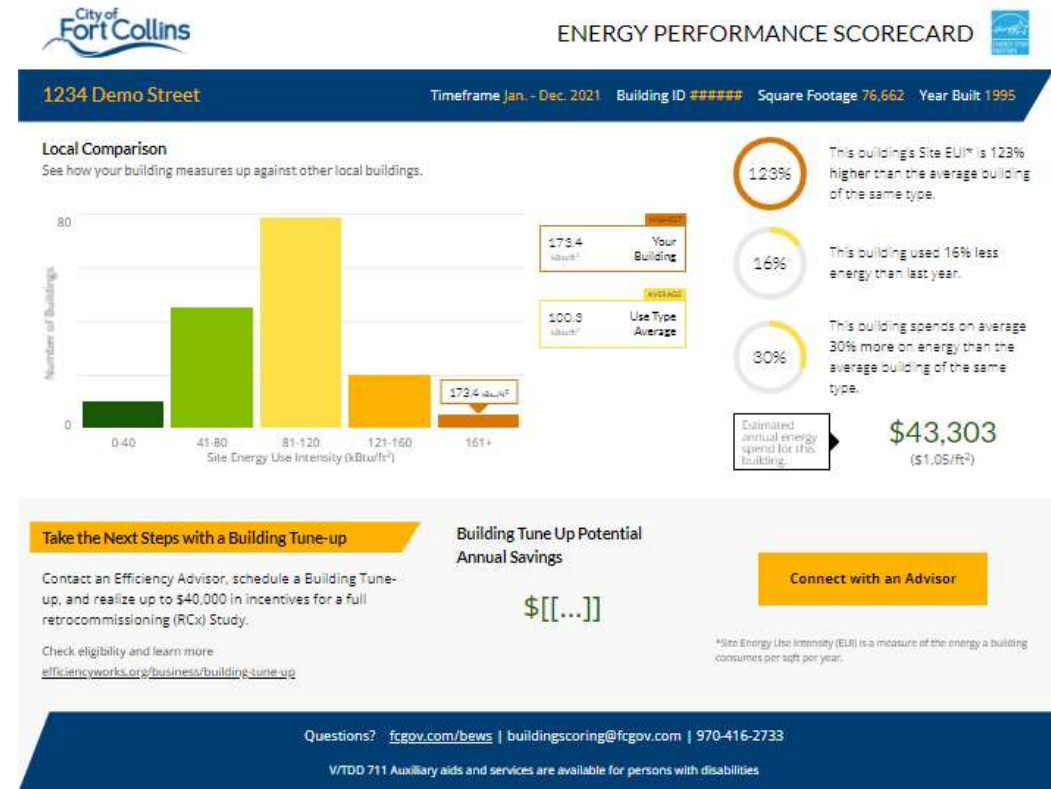 City of
Fort Collins
ENERGY PERFORMANCE SCORECARD
1234 Demo Street
Timeframe Jan. - Dec. 2021 Building ID ###### Square Footage 76,662 Year Built 1995
Local Comparison
See how your building measures up against other local buildings.
80
Number of Buildings
0
0-40
41-80
81-120
121-160
161+
Site Energy Use Intensity (kBtu/ft²)
173.4 kBtu/ft²
HIGHEST
173.4
kBtu/ft²
Your
Building
AVERAGE
100.3
kBtu/ft²
Use Type
Average
123%
This building's Site EUI* is 123%
higher than the average building
of the same type.
16%
This building used 16% less
energy than last year.
30%
This building spends on average
30% more on energy than the
average building of the same
type.
Estimated
annual energy
spend for this
building.
$43,303
($1.05/ft²)
Take the Next Steps with a Building Tune-up
Contact an Efficiency Advisor, schedule a Building Tune-
up, and realize up to $40,000 in incentives for a full
retrocommissioning (RCx) Study.
Check eligibility and learn more
efficiencyworks.org/business/building-tune-up
Building Tune Up Potential
Annual Savings
$[[...]]
Connect with an Advisor
*Site Energy Use Intensity (EUI) is a measure of the energy a building
consumes per sqft per year.
Questions? fcgov.com/bews | buildingscoring@fcgov.com | 970-416-2733
V/TDD 711 Auxiliary aids and services are available for persons with disabilities